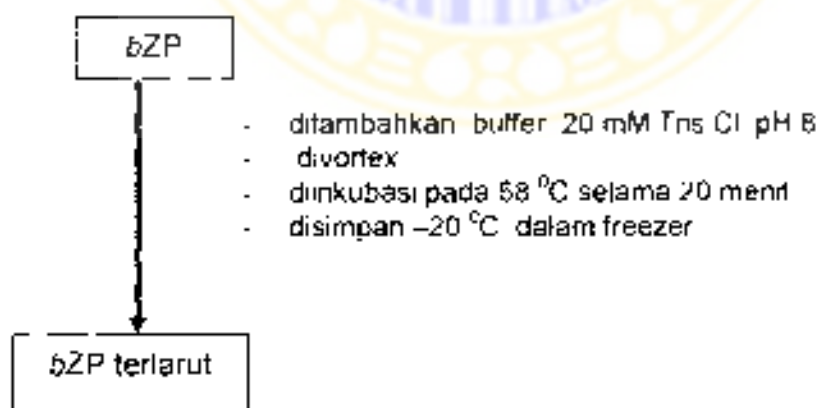 bZP
- ditambahkan buffer 20 mM Tris Cl pH 8
- divortex
- diinkubasi pada 58 °C selama 20 menit
- disimpan –20 °C dalam freezer
bZP terlarut